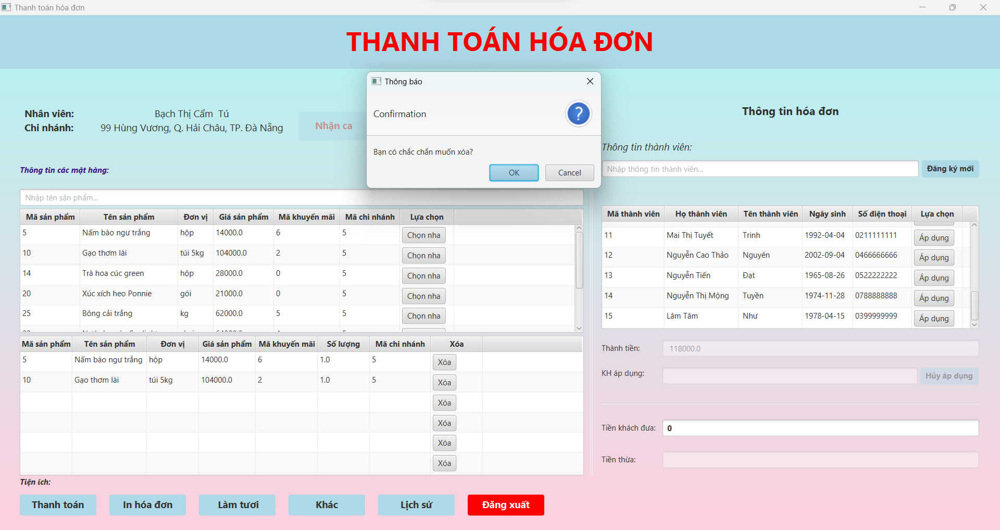 Thanh toán hóa đơn
THANH TOÁN HÓA ĐƠN
Thông báo
Confirmation
Bạn có chắc chắn muốn xóa?
OK Cancel
Nhân viên: Bạch Thị Cẩm Tú
Chi nhánh: 99 Hùng Vương, Q. Hải Châu, TP. Đà Nẵng
Nhận ca
Thông tin các mặt hàng:
Nhập tên sản phẩm...
Mã sản phẩm Tên sản phẩm Đơn vị Giá sản phẩm Mã khuyến mãi Mã chi nhánh Lựa chọn
5 Nấm bào ngư trắng hộp 14000.0 6 5 Chọn nha
10 Gạo thơm lài túi 5kg 104000.0 2 5 Chọn nha
14 Trà hoa cúc green hộp 28000.0 0 5 Chọn nha
20 Xúc xích heo Ponnie gói 21000.0 0 5 Chọn nha
25 Bông cải trắng kg 62000.0 5 5 Chọn nha
Mã sản phẩm Tên sản phẩm Đơn vị Giá sản phẩm Mã khuyến mãi Số lượng Mã chi nhánh Xóa
5 Nấm bào ngư trắng hộp 14000.0 6 1.0 5 Xóa
10 Gạo thơm lài túi 5kg 104000.0 2 1.0 5 Xóa
Xóa
Xóa
Xóa
Xóa
Tiện ích:
Thanh toán In hóa đơn Làm tươi Khác Lịch sử Đăng xuất
Thông tin hóa đơn
Thông tin thành viên:
Nhập thông tin thành viên... Đăng ký mới
Mã thành viên Họ thành viên Tên thành viên Ngày sinh Số điện thoại Lựa chọn
11 Mai Thị Tuyết Trinh 1992-04-04 0211111111 Áp dụng
12 Nguyễn Cao Thảo Nguyên 2002-09-04 0466666666 Áp dụng
13 Nguyễn Tiến Đạt 1965-08-26 0522222222 Áp dụng
14 Nguyễn Thị Mộng Tuyền 1974-11-28 0788888888 Áp dụng
15 Lâm Tâm Như 1978-04-15 0399999999 Áp dụng
Thành tiền: 118000.0
KH áp dụng: Hủy áp dụng
Tiền khách đưa: 0
Tiền thừa: